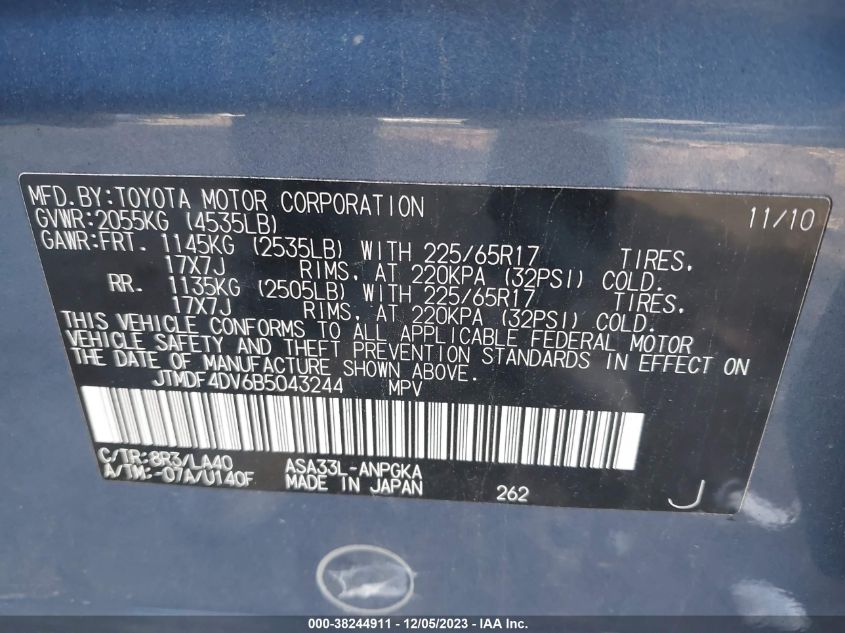 MFD.BY:TOYOTA MOTOR CORPORATION 11/10
GVWR:2055KG (4535LB)
GAWR:FRT. 1145KG (2535LB) WITH 225/65R17 TIRES,
17X7J RIMS, AT 220KPA (32PSI) COLD.
RR. 1135KG (2505LB) WITH 225/65R17 TIRES,
17X7J RIMS, AT 220KPA (32PSI) COLD.
THIS VEHICLE CONFORMS TO ALL APPLICABLE FEDERAL MOTOR
VEHICLE SAFETY AND THEFT PREVENTION STANDARDS IN EFFECT ON
THE DATE OF MANUFACTURE SHOWN ABOVE.
JTMDF4DV6B5043244 MPV
C/TR:8R3/LA40 ASA33L-ANPGKA
A/TM:-07A/U140F MADE IN JAPAN 262 J
000-38244911 - 12/05/2023 - IAA Inc.